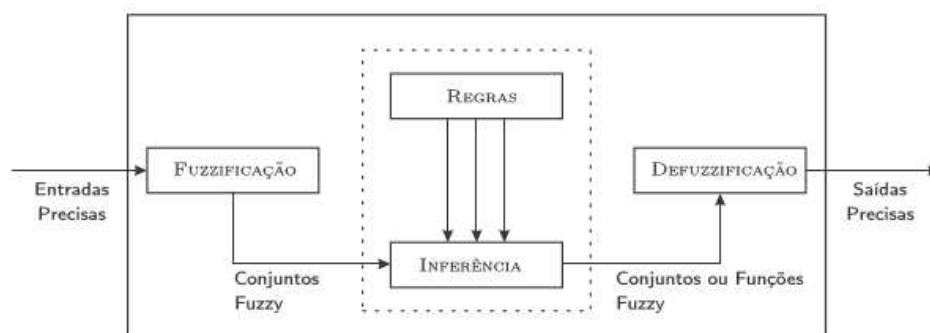 REGRAS
FUZZIFICAÇÃO
DEFUZZIFICAÇÃO
Entradas
Precisas
Saídas
Precisas
INFERÊNCIA
Conjuntos
Fuzzy
Conjuntos ou Funções
Fuzzy